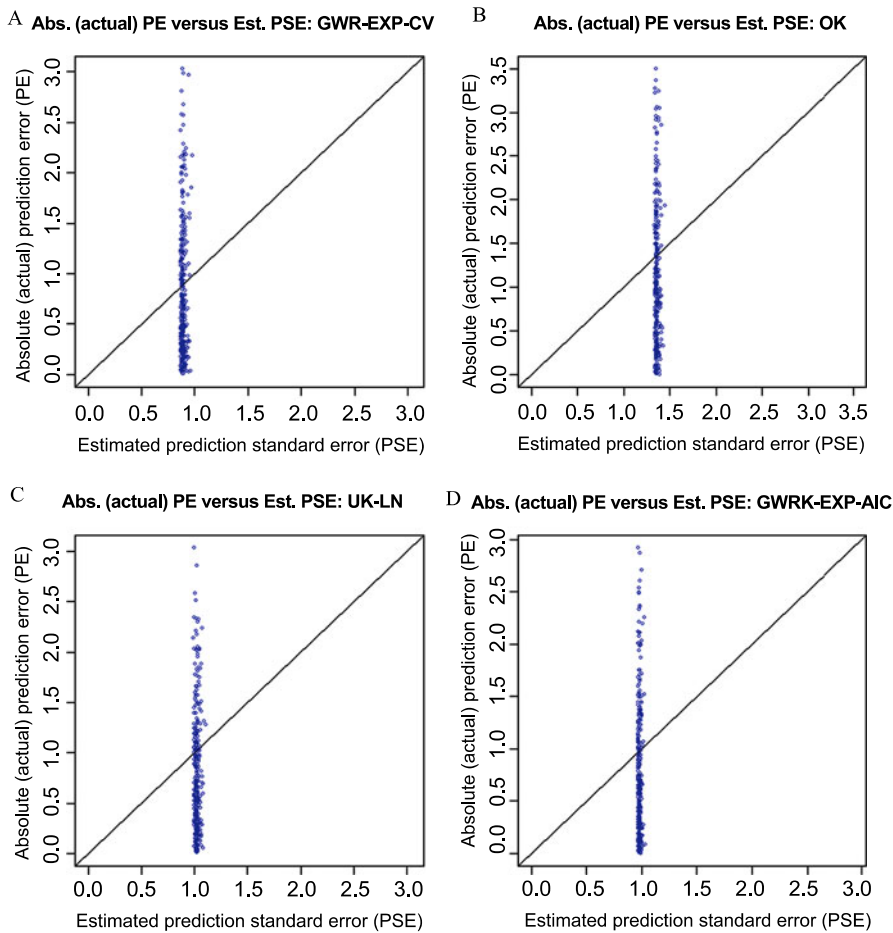 A Abs. (actual) PE versus Est. PSE: GWR-EXP-CV
Absolute (actual) prediction error (PE)
3.0
2.5
2.0
1.5
1.0
0.5
0.0
0.0 0.5 1.0 1.5 2.0 2.5 3.0
Estimated prediction standard error (PSE)
B Abs. (actual) PE versus Est. PSE: OK
Absolute (actual) prediction error (PE)
3.5
3.0
2.5
2.0
1.5
1.0
0.5
0.0
0.0 0.5 1.0 1.5 2.0 2.5 3.0 3.5
Estimated prediction standard error (PSE)
C Abs. (actual) PE versus Est. PSE: UK-LN
Absolute (actual) prediction error (PE)
3.0
2.5
2.0
1.5
1.0
0.5
0.0
0.0 0.5 1.0 1.5 2.0 2.5 3.0
Estimated prediction standard error (PSE)
D Abs. (actual) PE versus Est. PSE: GWRK-EXP-AIC
Absolute (actual) prediction error (PE)
3.0
2.5
2.0
1.5
1.0
0.5
0.0
0.0 0.5 1.0 1.5 2.0 2.5 3.0
Estimated prediction standard error (PSE)